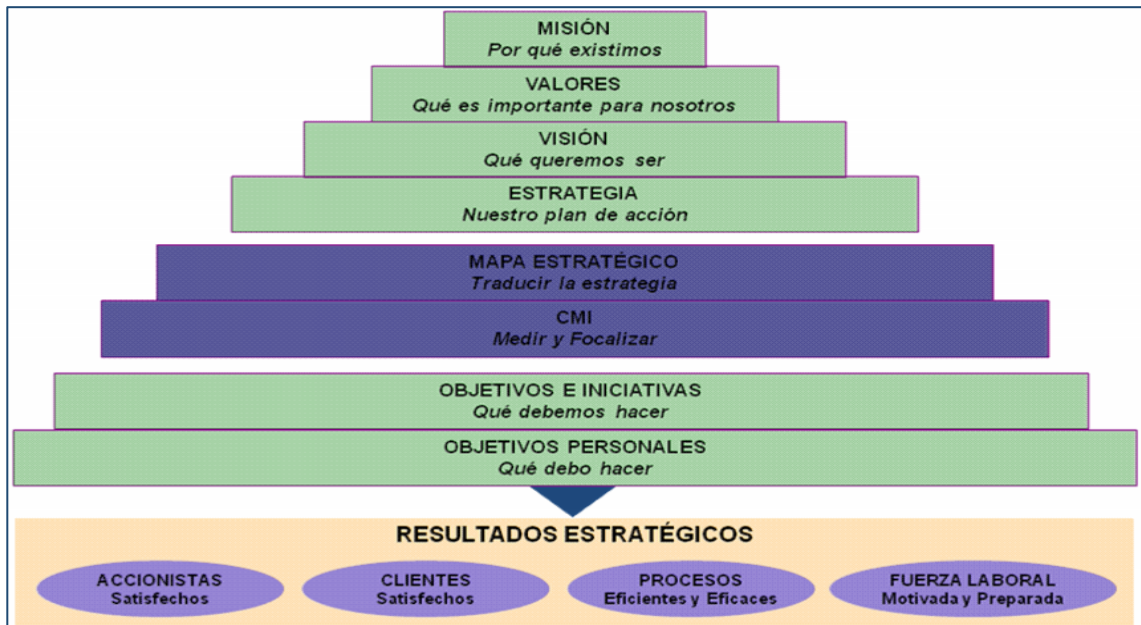 MISIÓN
Por qué existimos
VALORES
Qué es importante para nosotros
VISIÓN
Qué queremos ser
ESTRATEGIA
Nuestro plan de acción
MAPA ESTRATÉGICO
Traducir la estrategia
CMI
Medir y Focalizar
OBJETIVOS E INICIATIVAS
Qué debemos hacer
OBJETIVOS PERSONALES
Qué debo hacer
RESULTADOS ESTRATÉGICOS
ACCIONISTAS
Satisfechos
CLIENTES
Satisfechos
PROCESOS
Eficientes y Eficaces
FUERZA LABORAL
Motivada y Preparada